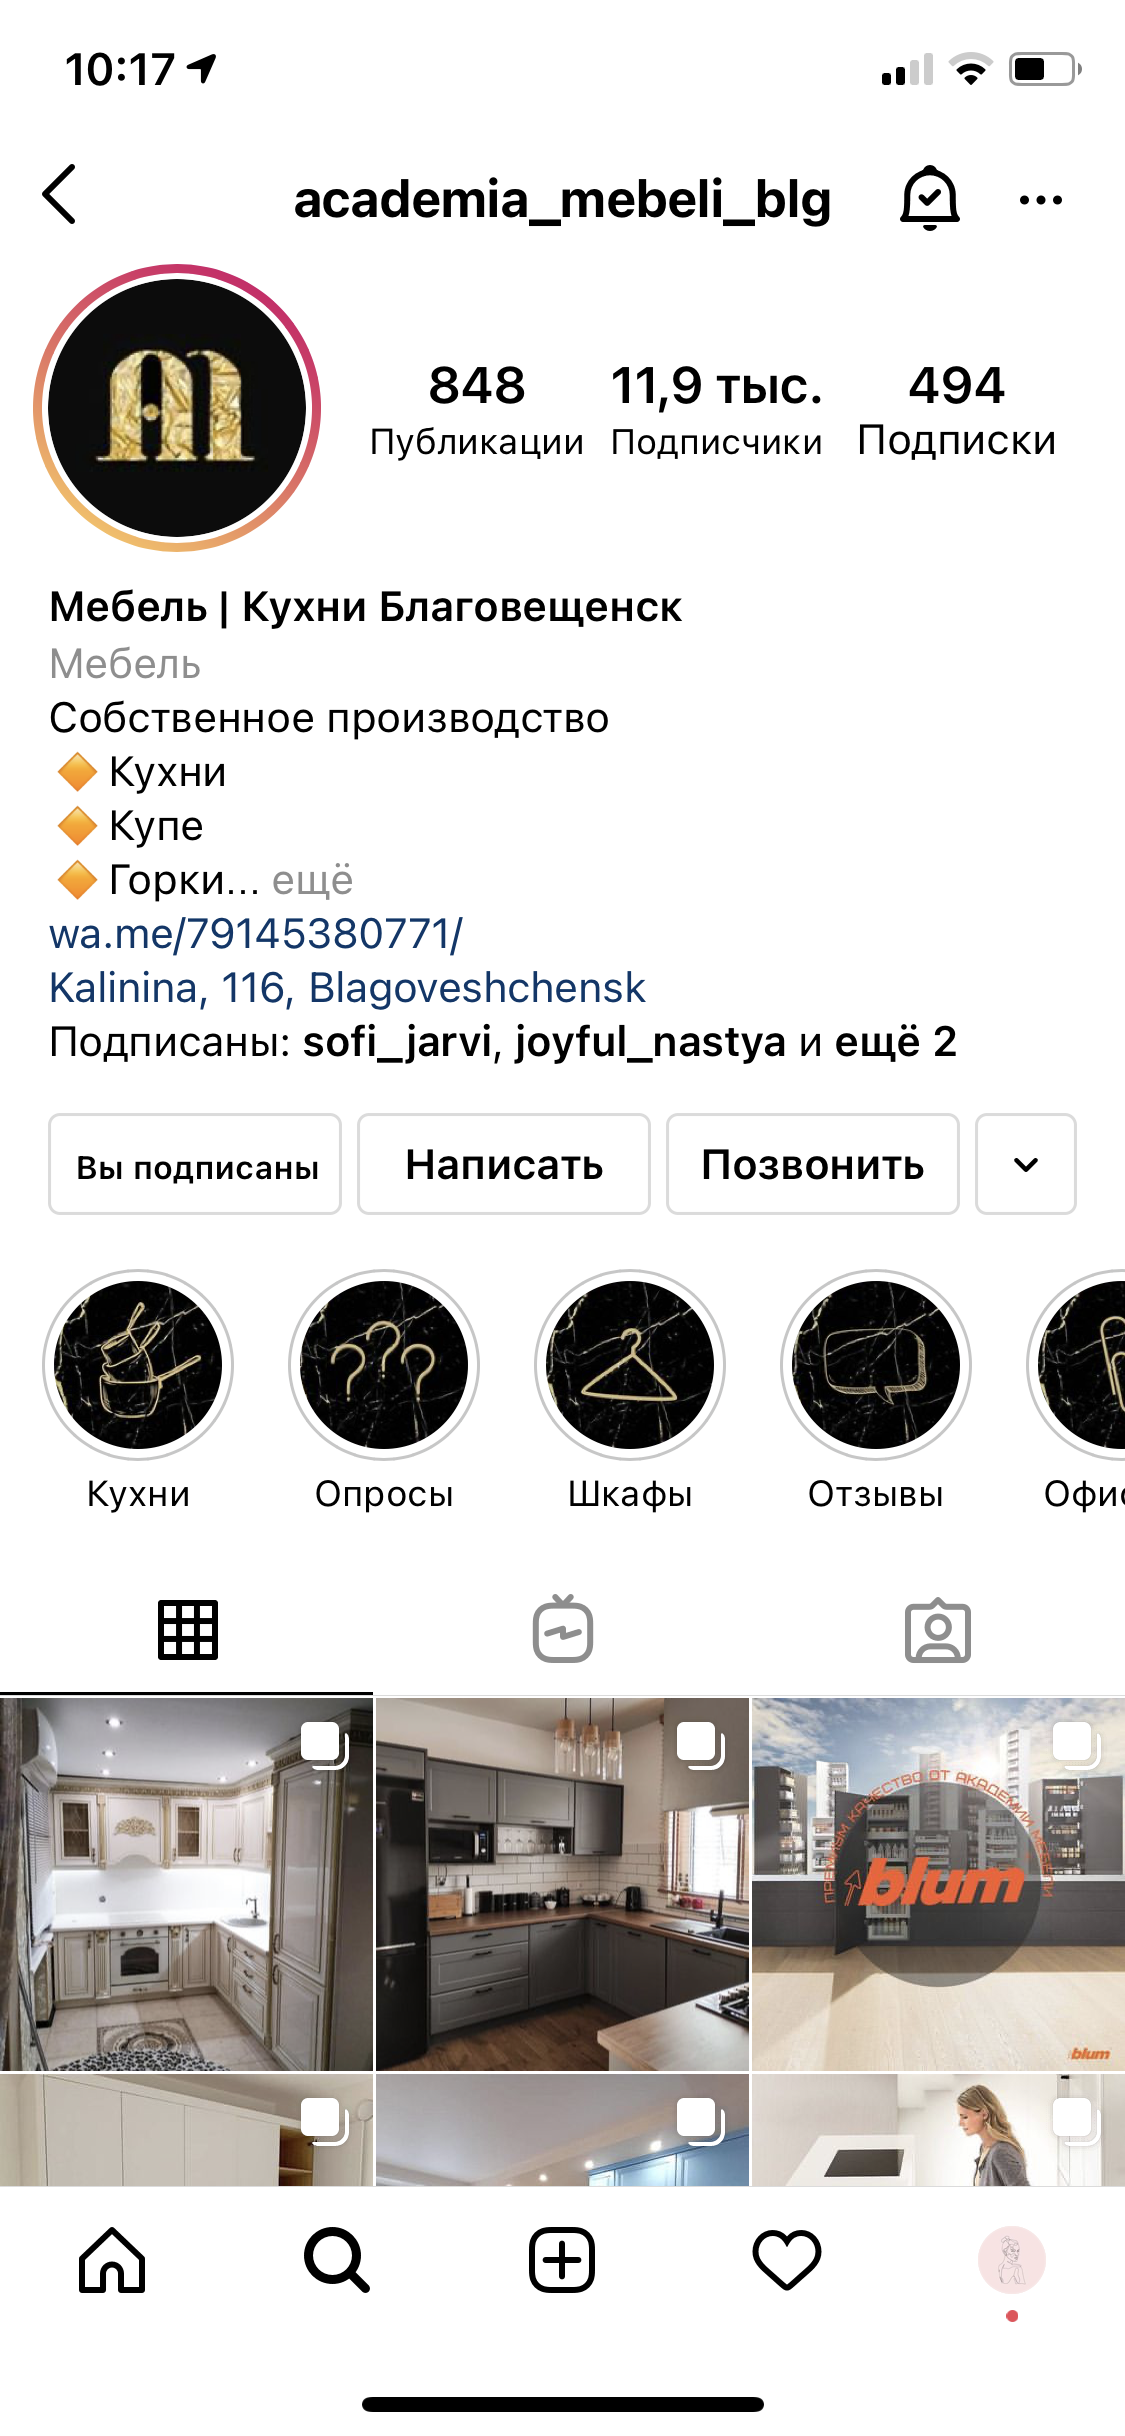 10:17
academia_mebeli_blg
848 11,9 тыс. 494
Публикации Подписчики Подписки
Мебель | Кухни Благовещенск
Мебель
Собственное производство
🔶 Кухни
🔶 Купе
🔶 Горки... ещё
wa.me/79145380771/
Kalinina, 116, Blagoveshchensk
Подписаны: sofi_jarvi, joyful_nastya и ещё 2
Вы подписаны Написать Позвонить
Кухни Опросы Шкафы Отзывы Офис
ПРЕМИУМ КАЧЕСТВО ОТ АКАДЕМИИ МЕБЕЛИ
blum
blum